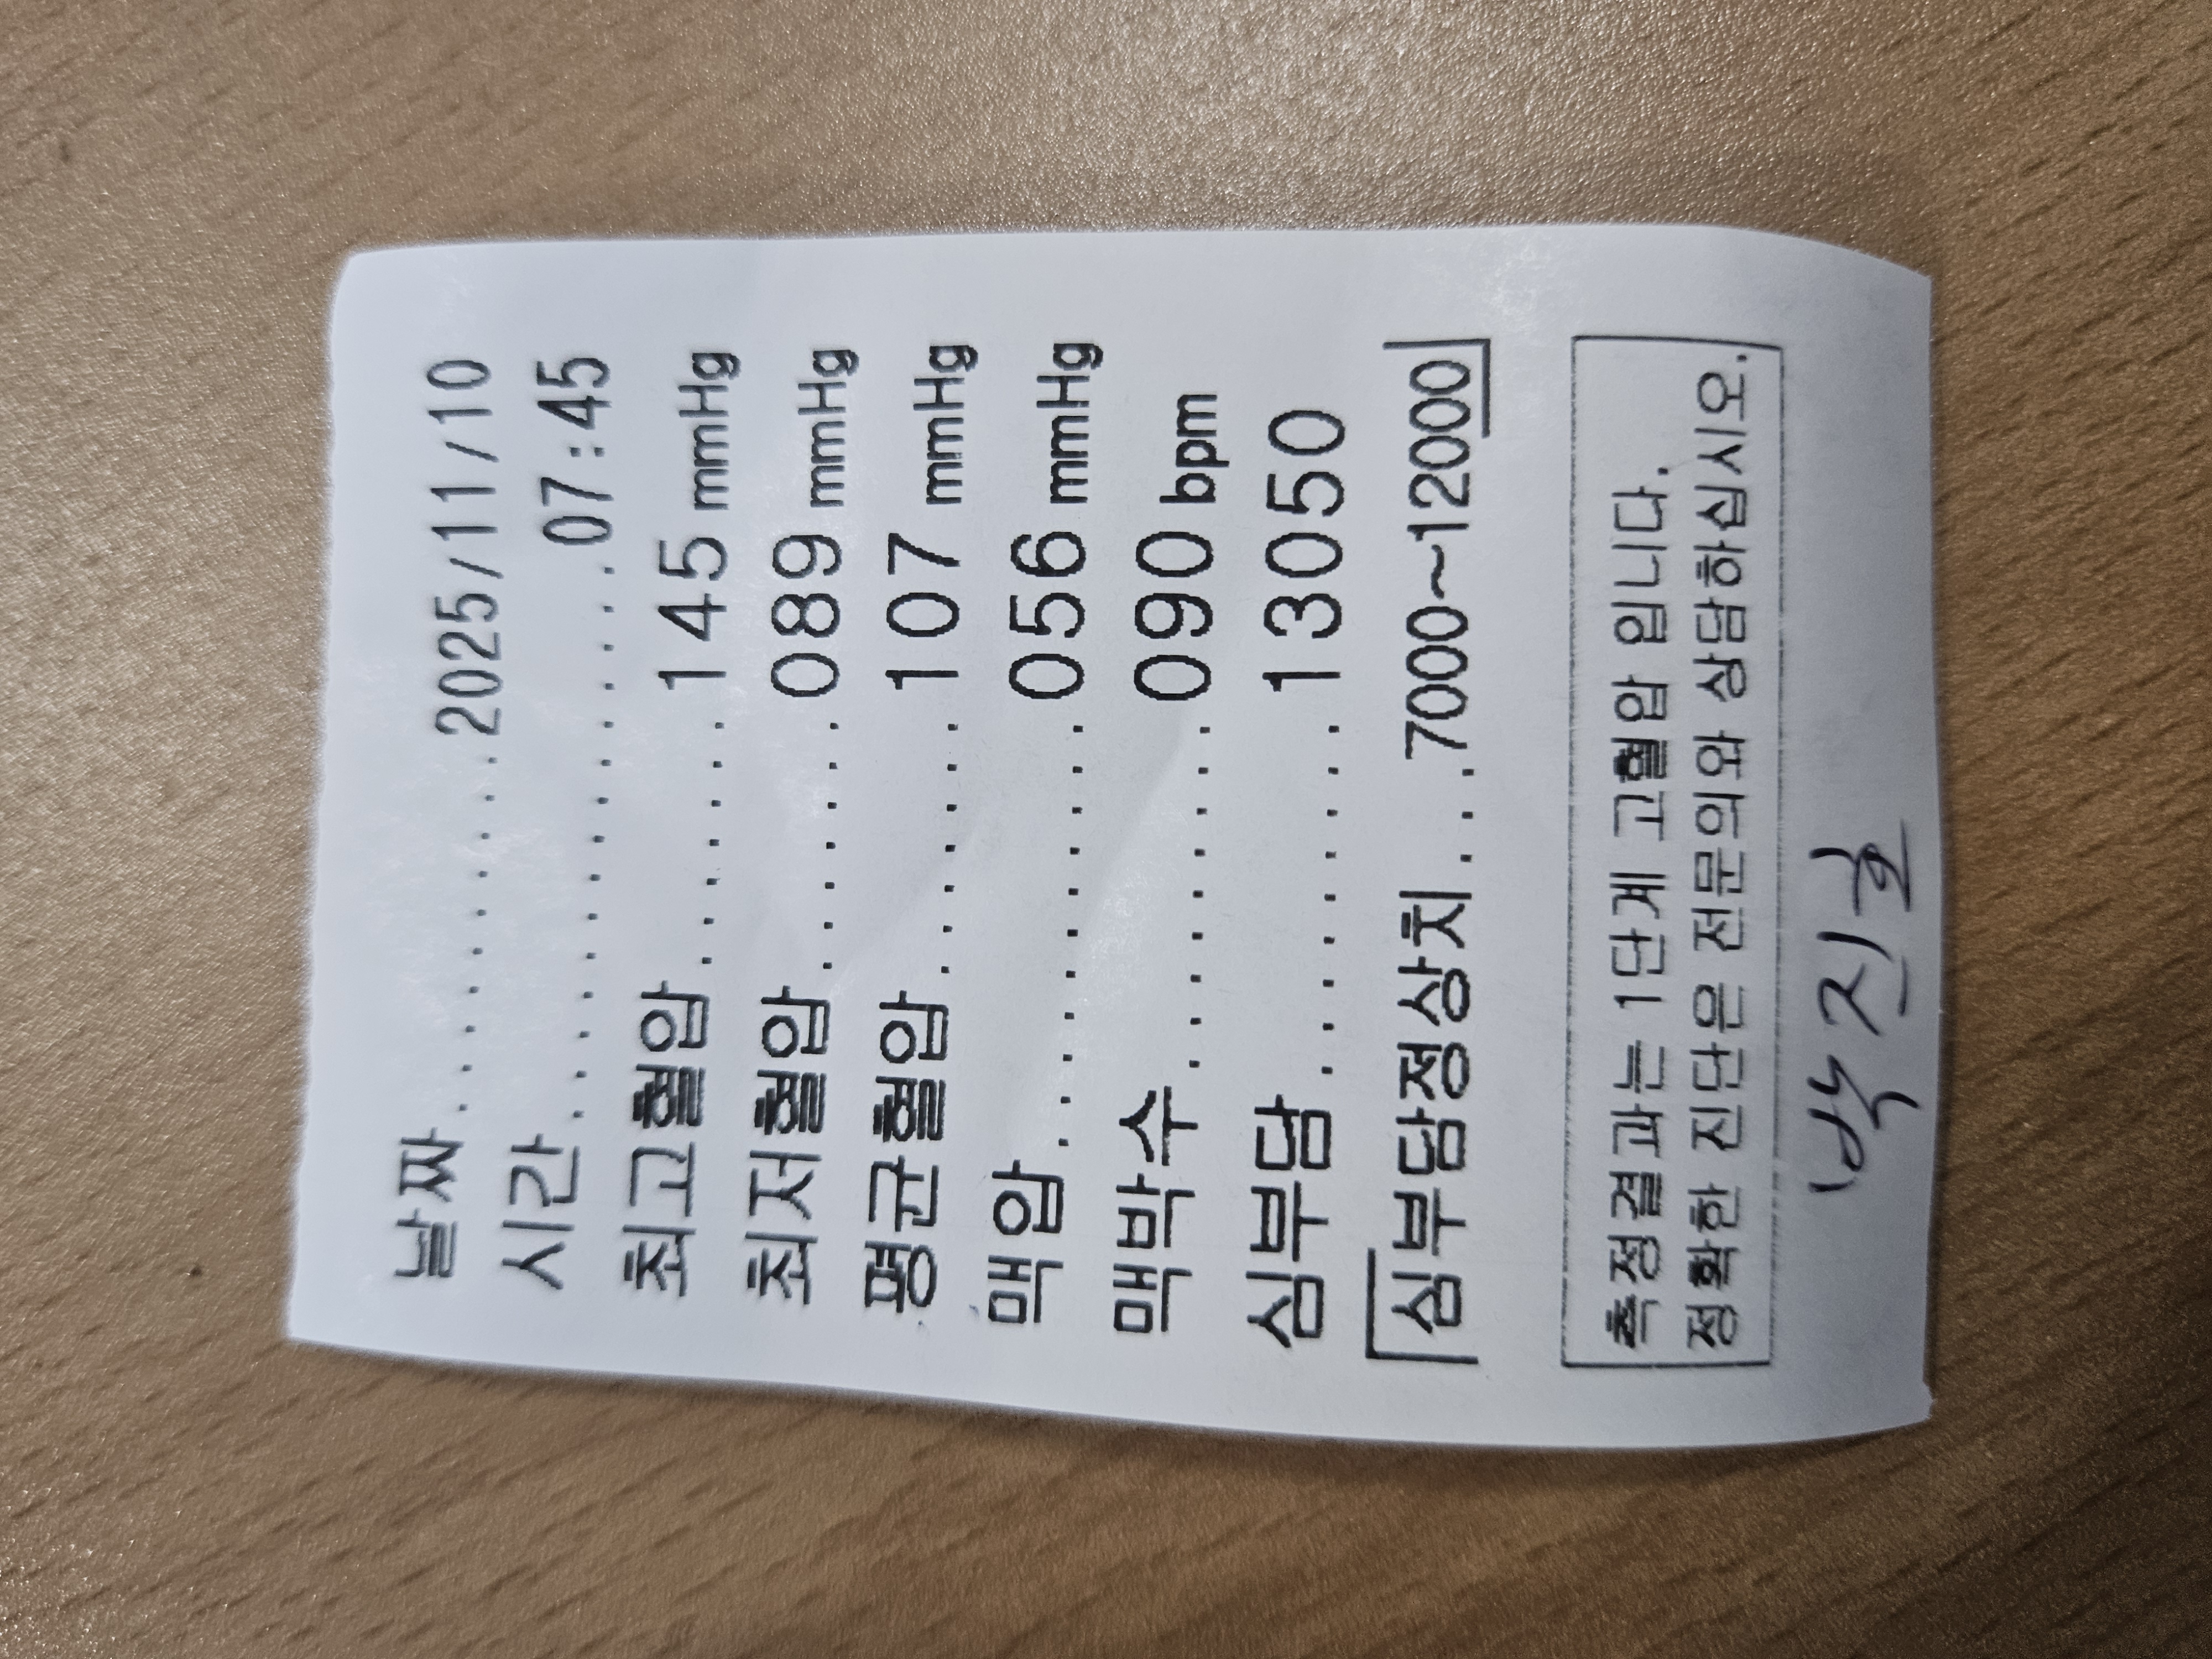 날짜..............2025/11/10
시간..................07:45
최고혈압........145 mmHg
최저혈압........089 mmHg
평균혈압........107 mmHg
맥압.............056 mmHg
맥박수...........090 bpm
심부담...........13050
심부담정상치...7000~12000
측정결과는 1단계 고혈압 입니다.
정확한 진단은 전문의와 상담하십시오.
박진호